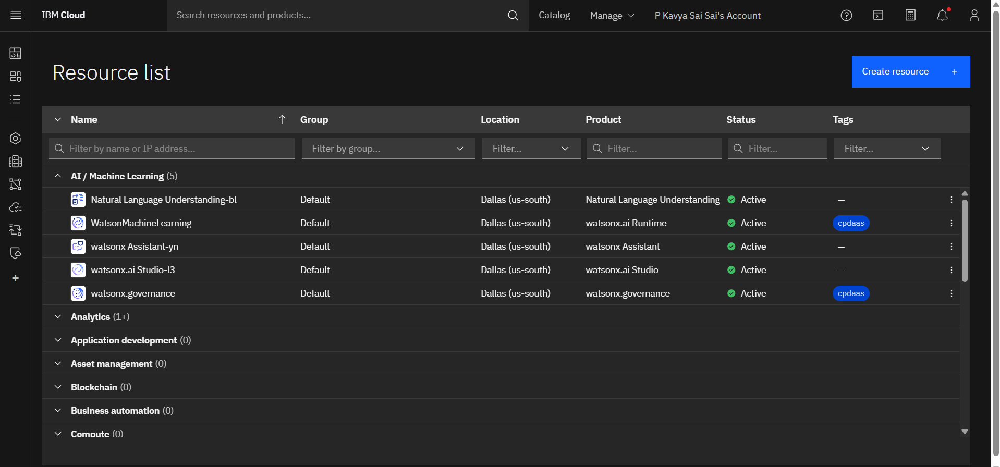 IBM Cloud Search resources and products... Catalog Manage P Kavya Sai Sai's Account
Resource list Create resource +
Name Group Location Product Status Tags
Filter by name or IP address... Filter by group... Filter... Filter... Filter... Filter...
AI / Machine Learning (5)
Natural Language Understanding-bl Default Dallas (us-south) Natural Language Understanding Active —
WatsonMachineLearning Default Dallas (us-south) watsonx.ai Runtime Active cpdaas
watsonx Assistant-yn Default Dallas (us-south) watsonx Assistant Active —
watsonx.ai Studio-l3 Default Dallas (us-south) watsonx.ai Studio Active —
watsonx.governance Default Dallas (us-south) watsonx.governance Active cpdaas
Analytics (1+)
Application development (0)
Asset management (0)
Blockchain (0)
Business automation (0)
Compute (0)